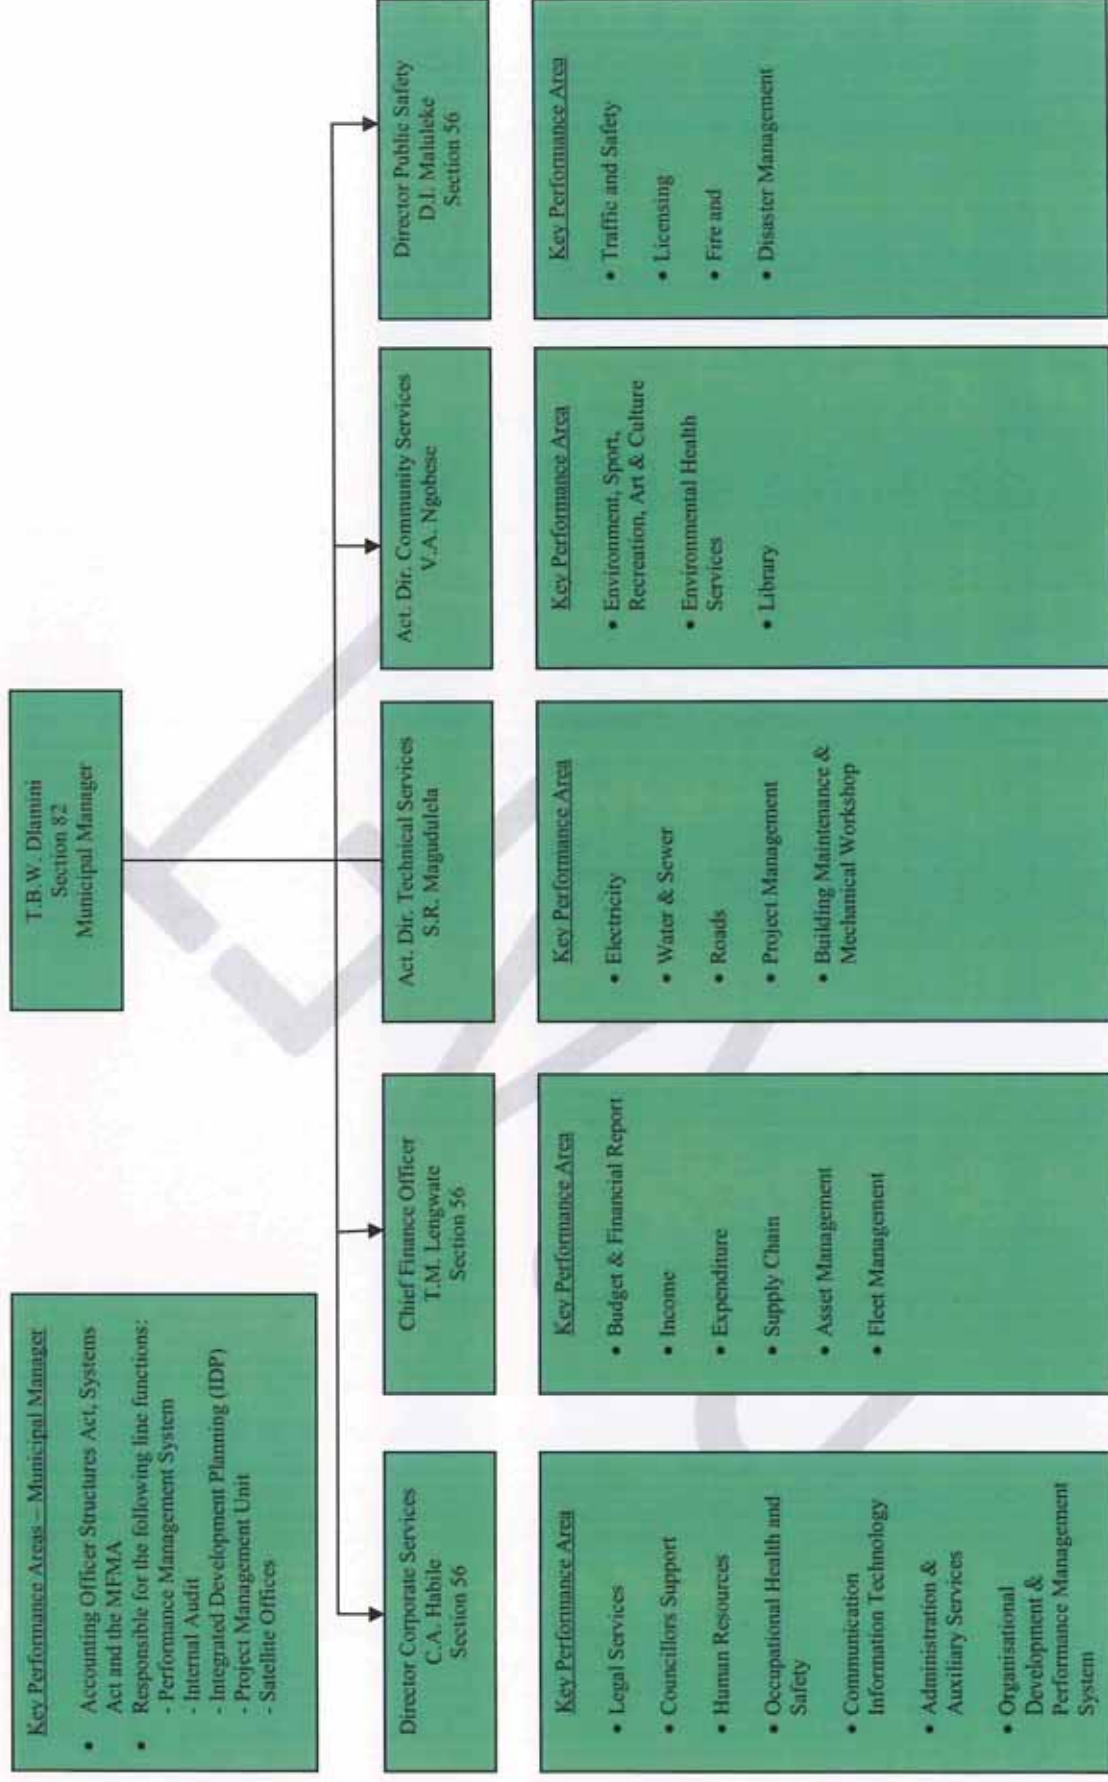 T.B.W. Dlamini
Section 82
Municipal Manager
Key Performance Areas – Municipal Manager
• Accounting Officer Structures Act, Systems
Act and the MFMA
• Responsible for the following line functions:
- Performance Management System
- Internal Audit
- Integrated Development Planning (IDP)
- Project Management Unit
- Satellite Offices
Director Corporate Services
C.A. Habile
Section 56
Chief Finance Officer
T.M. Lengwate
Section 56
Act. Dir. Technical Services
S.R. Magudulela
Act. Dir. Community Services
V.A. Ngobese
Director Public Safety
D.I. Maluleke
Section 56
Key Performance Area
• Legal Services
• Councillors Support
• Human Resources
• Occupational Health and
Safety
• Communication
Information Technology
• Administration &
Auxiliary Services
• Organisational
Development &
Performance Management
System
Key Performance Area
• Budget & Financial Report
• Income
• Expenditure
• Supply Chain
• Asset Management
• Fleet Management
Key Performance Area
• Electricity
• Water & Sewer
• Roads
• Project Management
• Building Maintenance &
Mechanical Workshop
Key Performance Area
• Environment, Sport,
Recreation, Art & Culture
• Environmental Health
Services
• Library
Key Performance Area
• Traffic and Safety
• Licensing
• Fire and
• Disaster Management